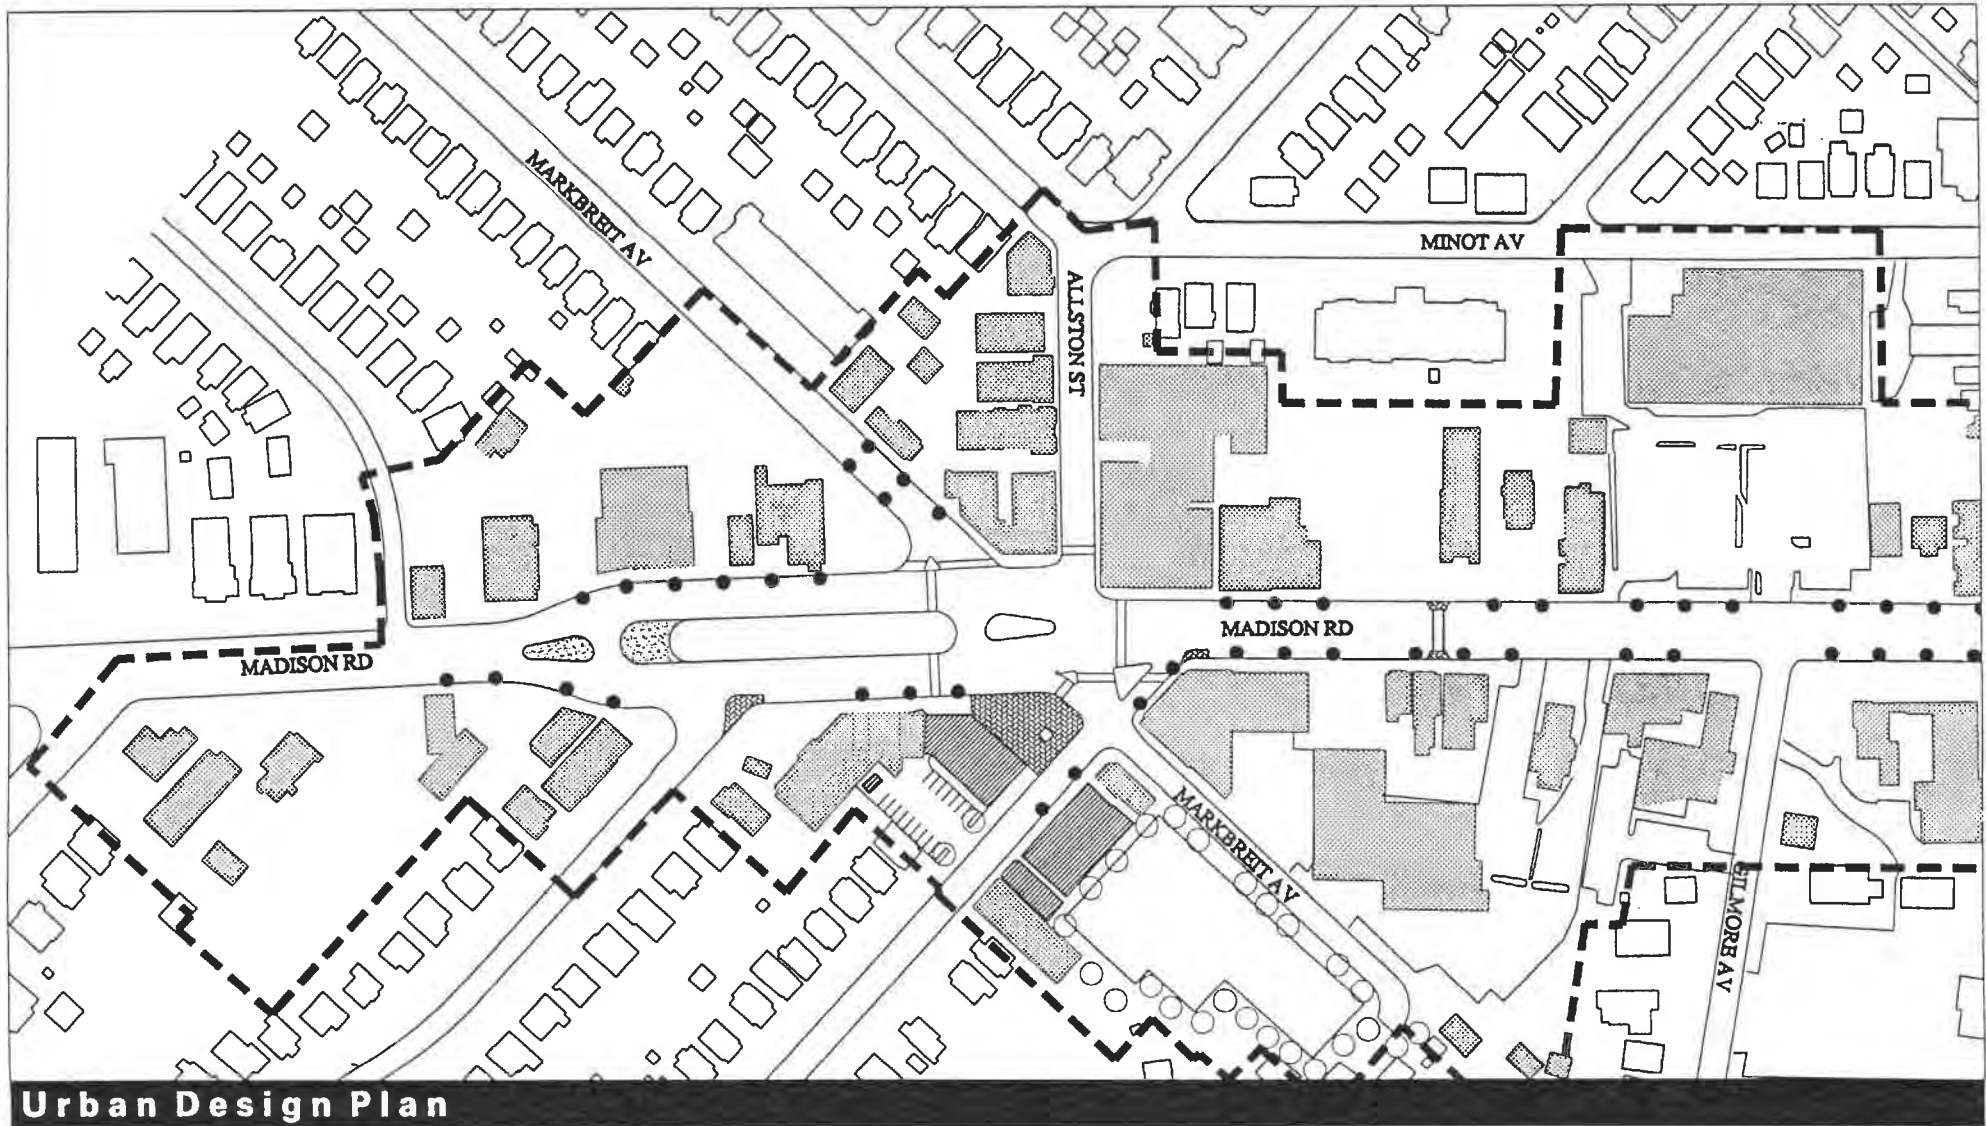 MARKBREIT AV
MINOT AV
ALLSTON ST
MADISON RD
MADISON RD
MARKBREIT AV
GILMORE AV
Urban Design Plan